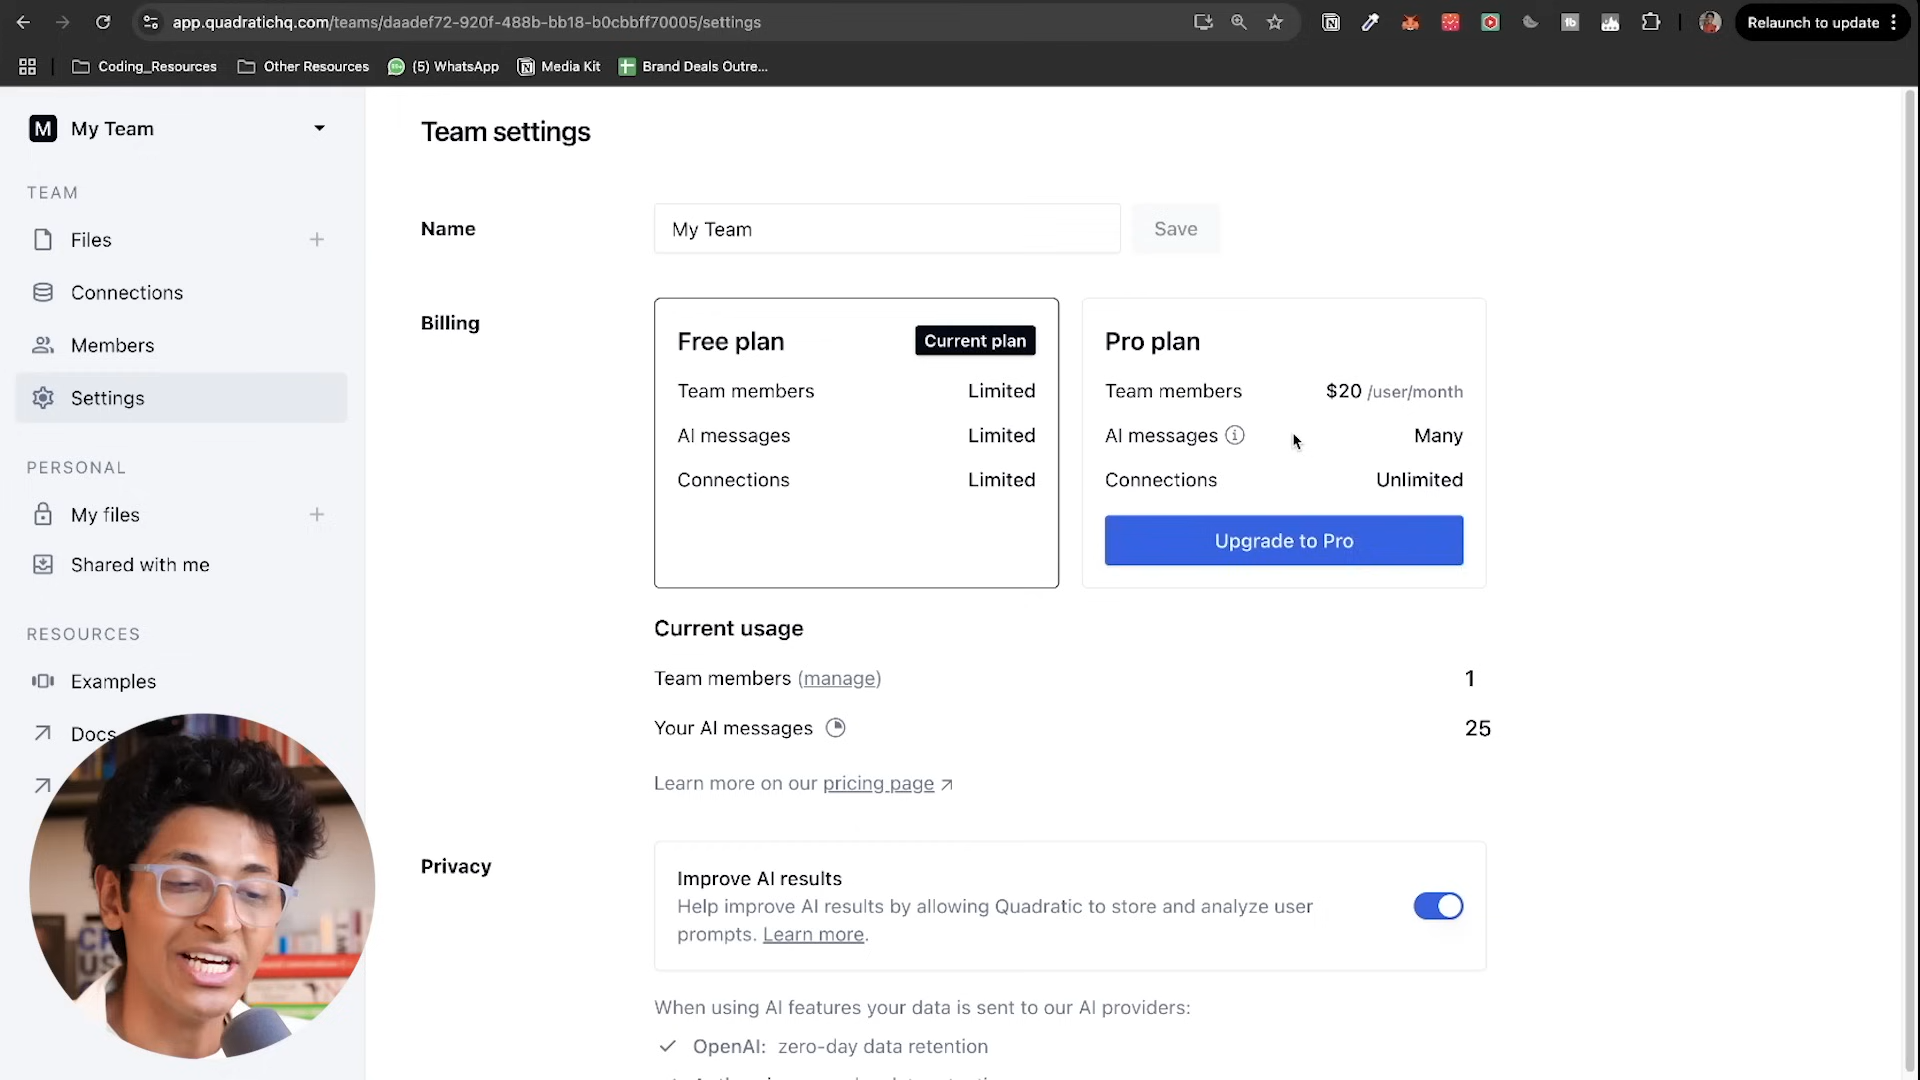 app.quadratichq.com/teams/daadef72-920f-488b-bb18-b0cbbff70005/settings
Relaunch to update
Coding_Resources
Other Resources
(5) WhatsApp
Media Kit
Brand Deals Outre...
M My Team
TEAM
Files
Connections
Members
Settings
PERSONAL
My files
Shared with me
RESOURCES
Examples
Docs
Team settings
Name
My Team
Save
Billing
Free plan
Current plan
Team members Limited
AI messages Limited
Connections Limited
Pro plan
Team members $20 /user/month
AI messages Many
Connections Unlimited
Upgrade to Pro
Current usage
Team members (manage) 1
Your AI messages 25
Learn more on our pricing page
Privacy
Improve AI results
Help improve AI results by allowing Quadratic to store and analyze user
prompts. Learn more.
When using AI features your data is sent to our AI providers:
OpenAI: zero-day data retention